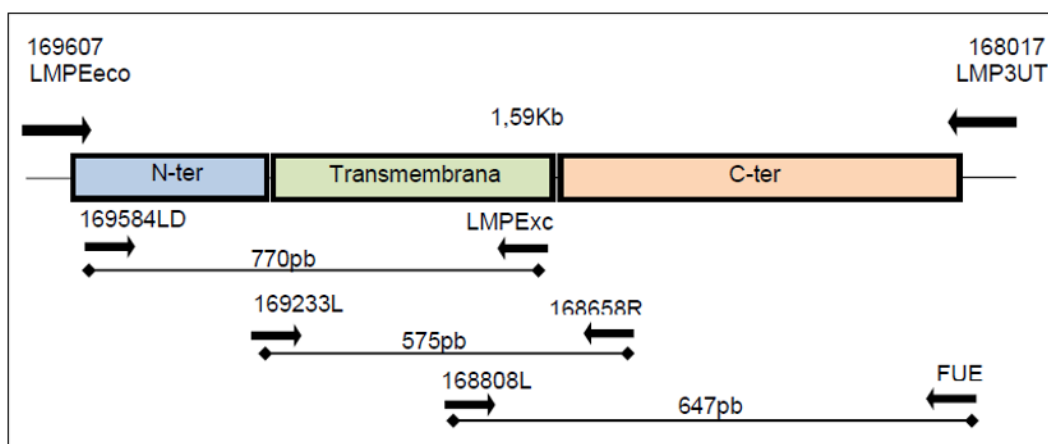 169607
LMPEeco
168017
LMP3UT
1,59Kb
N-ter
Transmembrana
C-ter
169584LD
LMPExc
770pb
169233L
168658R
575pb
168808L
FUE
647pb